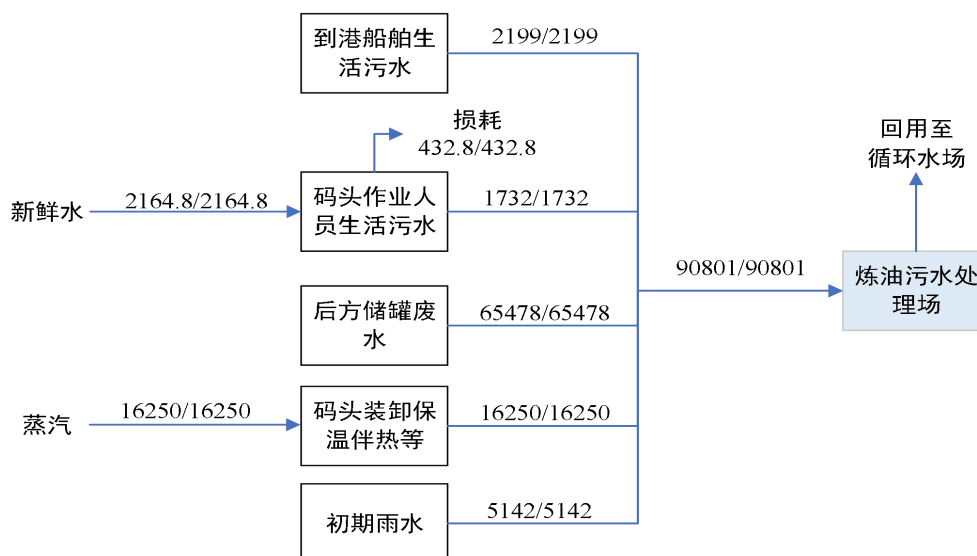 到港船舶生
活污水
2199/2199
损耗
432.8/432.8
回用至
循环水场
新鲜水
2164.8/2164.8
码头作业人
员生活污水
1732/1732
90801/90801
炼油污水处
理场
后方储罐废
水
65478/65478
蒸汽
16250/16250
码头装卸保
温伴热等
16250/16250
初期雨水
5142/5142